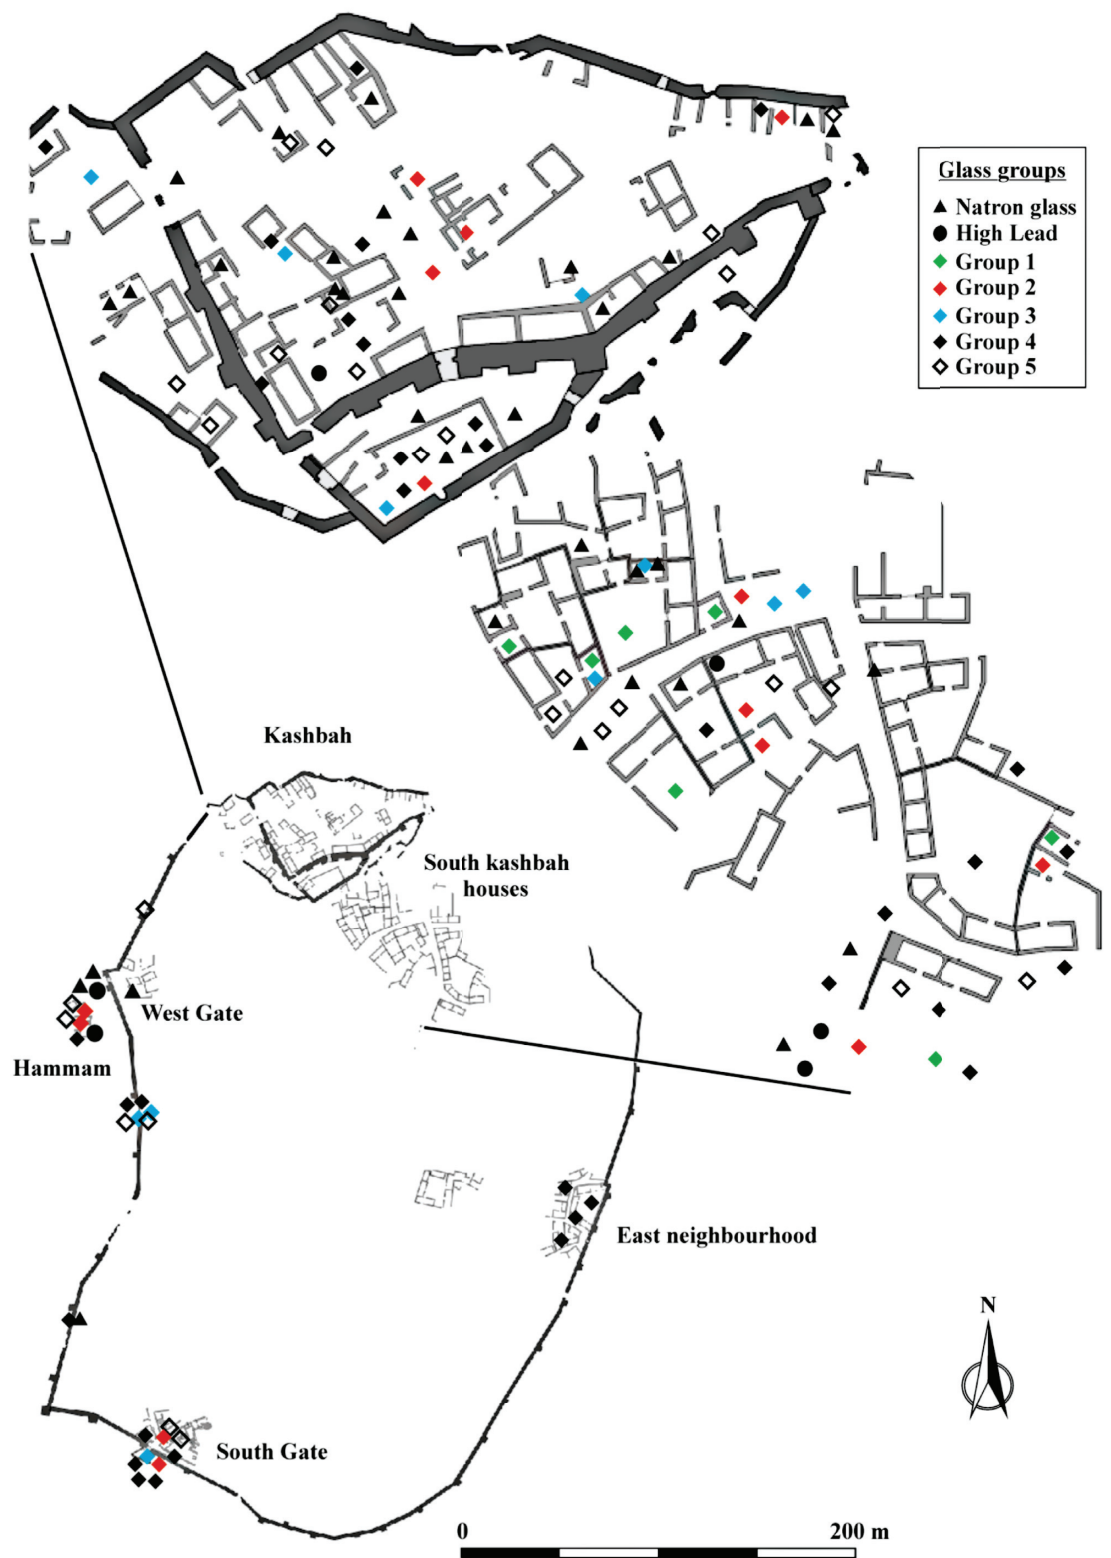 Glass groups
Natron glass
High Lead
Group 1
Group 2
Group 3
Group 4
Group 5
Kashbah
South kashbah
houses
West Gate
Hammam
East neighbourhood
N
South Gate
0
200 m